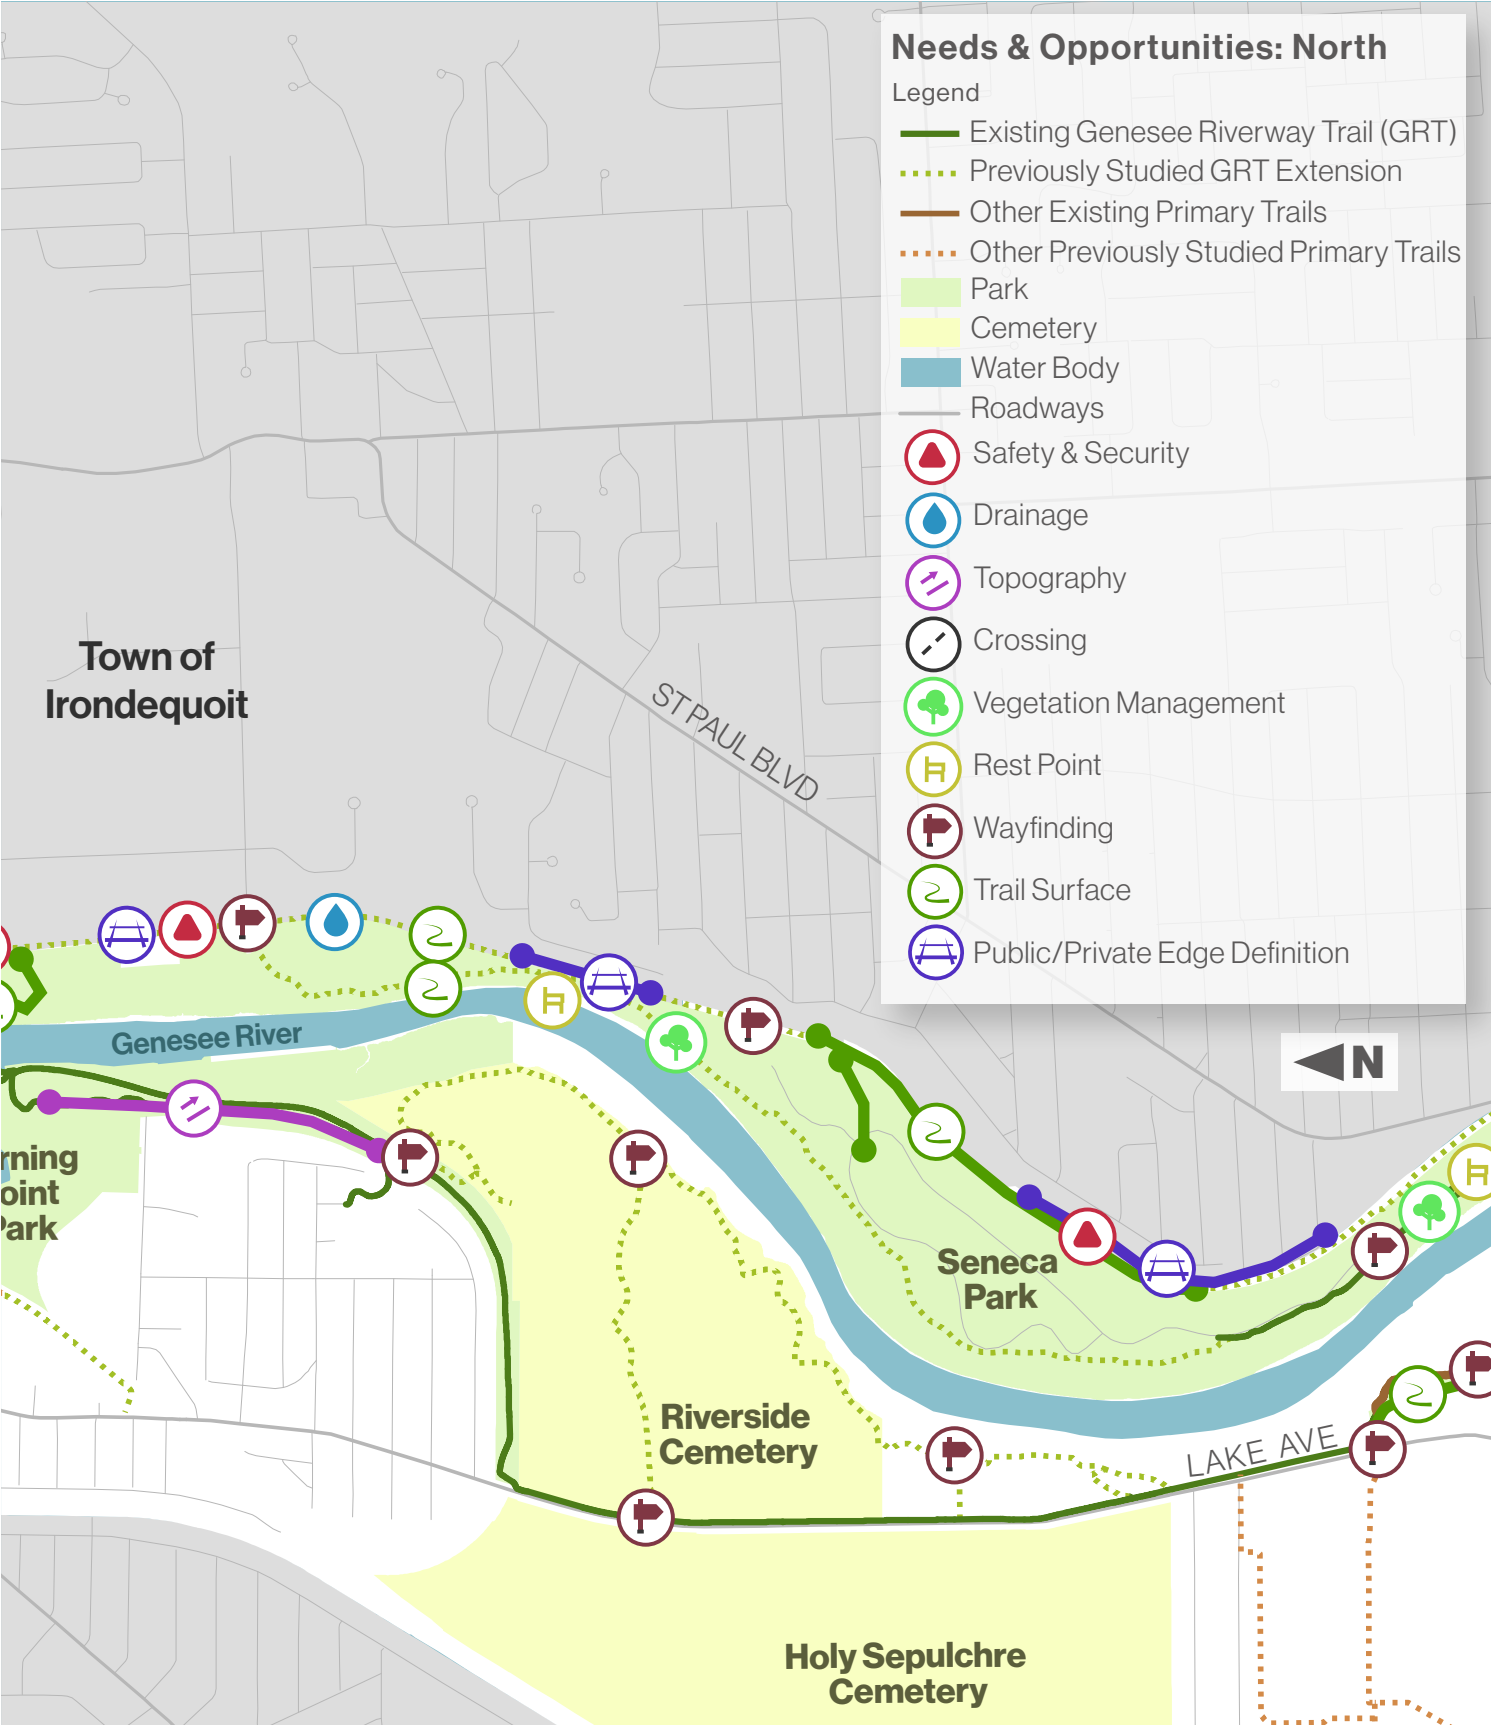 Needs & Opportunities: North
Legend
Existing Genesee Riverway Trail (GRT)
Previously Studied GRT Extension
Other Existing Primary Trails
Other Previously Studied Primary Trails
Park
Cemetery
Water Body
Roadways
Safety & Security
Drainage
Topography
Crossing
Vegetation Management
Rest Point
Wayfinding
Trail Surface
Public/Private Edge Definition
Town of
Irondequoit
ST PAUL BLVD
Genesee River
N
rning
oint
Park
Seneca
Park
Riverside
Cemetery
LAKE AVE
Holy Sepulchre
Cemetery